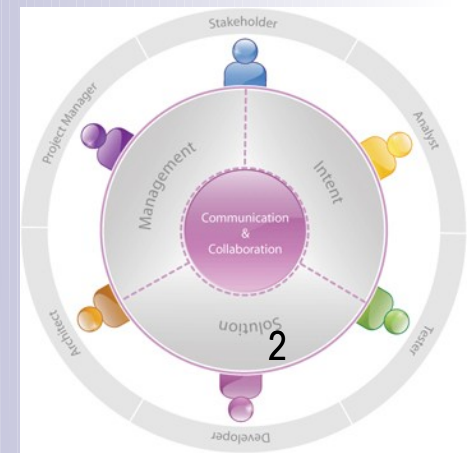 Stakeholder
Project Manager
Analyst
Management
Intent
Communication
&
Collaboration
Solution
2
Architect
Tester
Developer